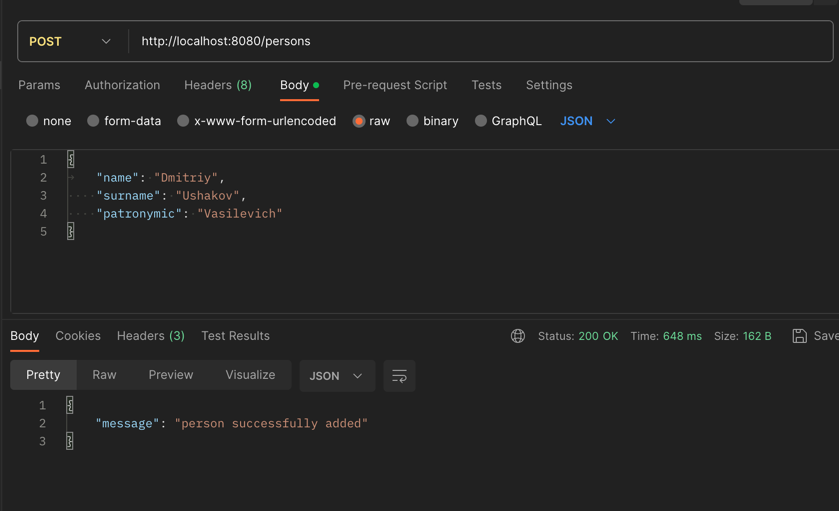 POST http://localhost:8080/persons
Params Authorization Headers (8) Body Pre-request Script Tests Settings
none form-data x-www-form-urlencoded raw binary GraphQL JSON
1 {
2 "name": "Dmitriy",
3 "surname": "Ushakov",
4 "patronymic": "Vasilevich"
5 }
Body Cookies Headers (3) Test Results Status: 200 OK Time: 648 ms Size: 162 B Save
Pretty Raw Preview Visualize JSON
1 {
2 "message": "person successfully added"
3 }